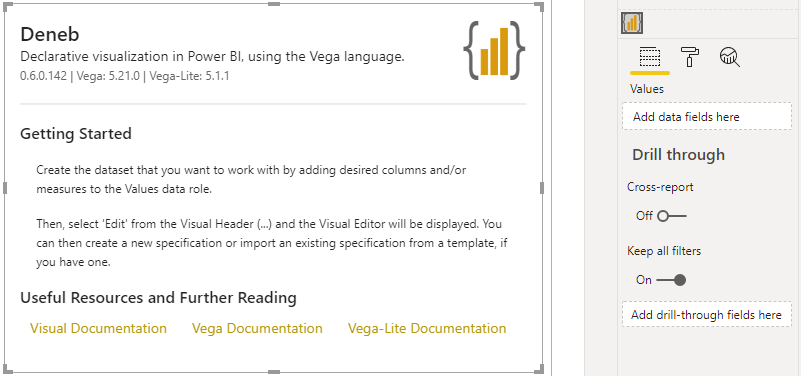 Deneb
Declarative visualization in Power BI, using the Vega language.
0.6.0.142 | Vega: 5.21.0 | Vega-Lite: 5.1.1
Getting Started
Create the dataset that you want to work with by adding desired columns and/or
measures to the Values data role.
Then, select 'Edit' from the Visual Header (...) and the Visual Editor will be displayed. You
can then create a new specification or import an existing specification from a template, if
you have one.
Useful Resources and Further Reading
Visual Documentation Vega Documentation Vega-Lite Documentation
Values
Add data fields here
Drill through
Cross-report
Off
Keep all filters
On
Add drill-through fields here